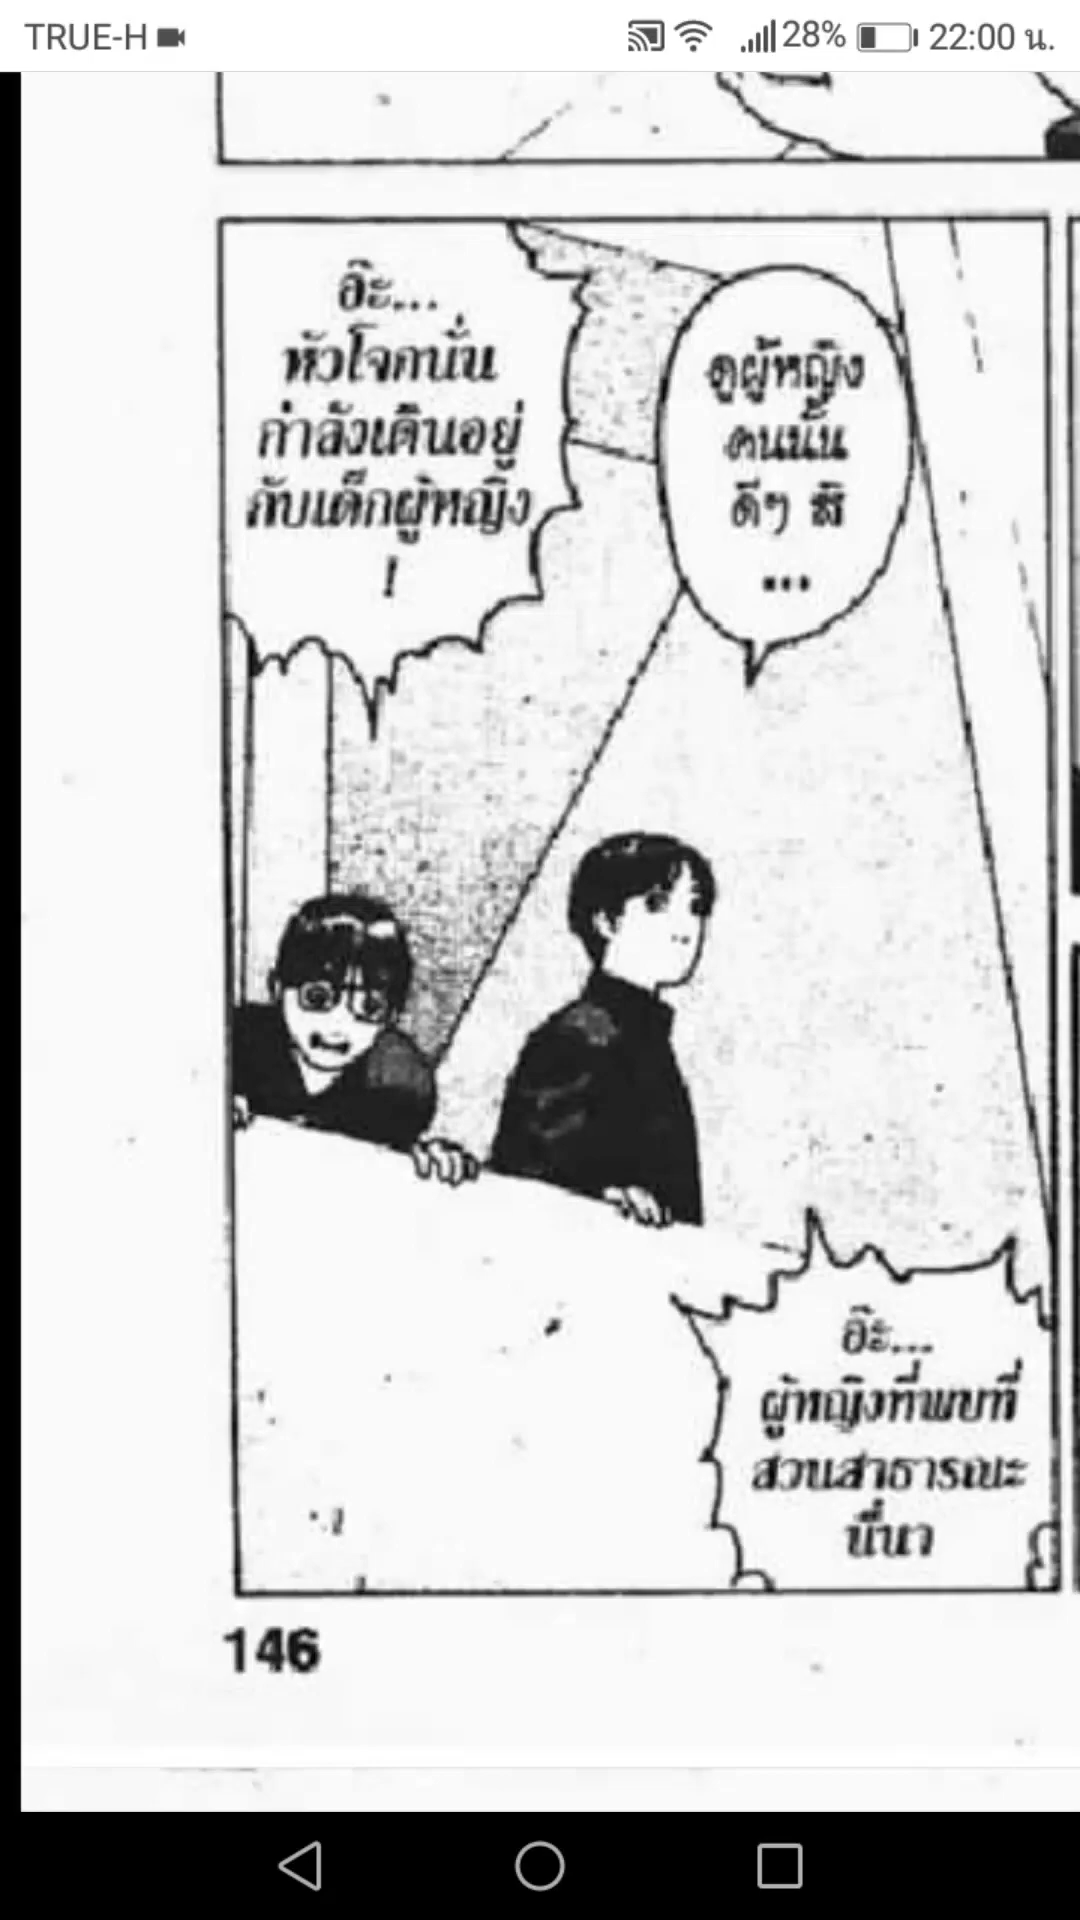 TRUE-H
28%
22:00 น.
อ๊ะ...
หัวโจกนั่น
กำลังเดินอยู่
กับเด็กผู้หญิง
!
ดูผู้หญิง
คนนั้น
ดีๆ สิ
...
อ๊ะ...
ผู้หญิงที่พบที่
สวนสาธารณะ
นี่นา
146